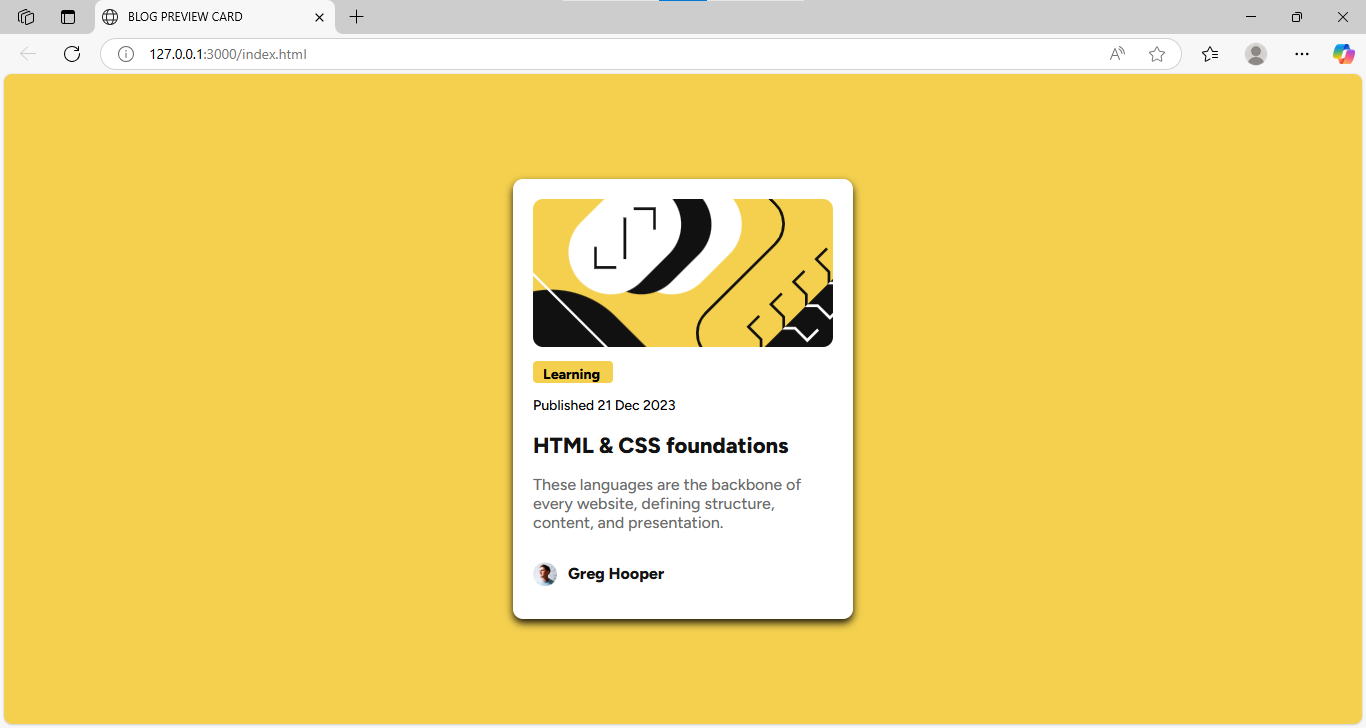 BLOG PREVIEW CARD
127.0.0.1:3000/index.html
Learning
Published 21 Dec 2023
HTML & CSS foundations
These languages are the backbone of
every website, defining structure,
content, and presentation.
Greg Hooper